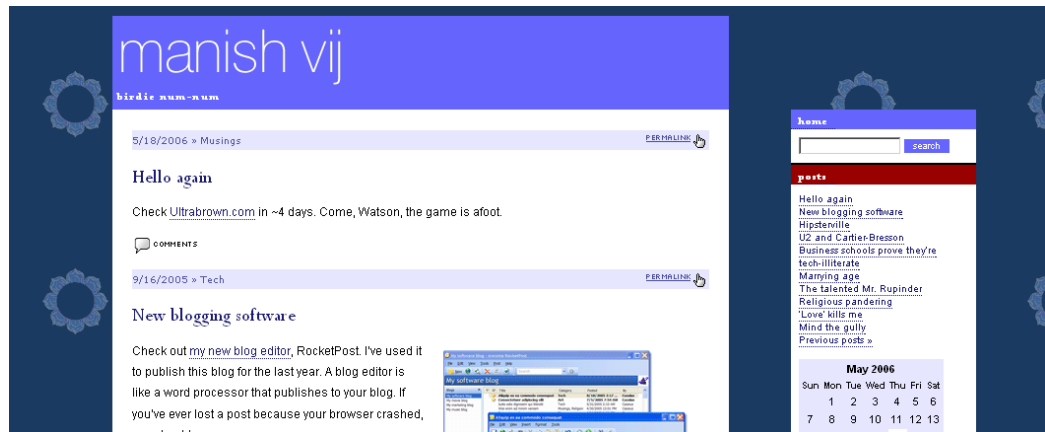 manish vij
birdie num-num
home
search
5/18/2006 » Musings
PERMALINK
posts
Hello again
Check Ultrabrown.com in ~4 days. Come, Watson, the game is afoot.
COMMENTS
9/16/2005 » Tech
PERMALINK
New blogging software
Check out my new blog editor, RocketPost. I've used it
to publish this blog for the last year. A blog editor is
like a word processor that publishes to your blog. If
you've ever lost a post because your browser crashed,
My software blog
Hello again
New blogging software
Hipsterville
U2 and Cartier-Bresson
Business schools prove they're
tech-illiterate
Marrying age
The talented Mr. Rupinder
Religious pandering
'Love' kills me
Mind the gully
Previous posts »
May 2006
Sun Mon Tue Wed Thu Fri Sat
1 2 3 4 5 6
7 8 9 10 11 12 13